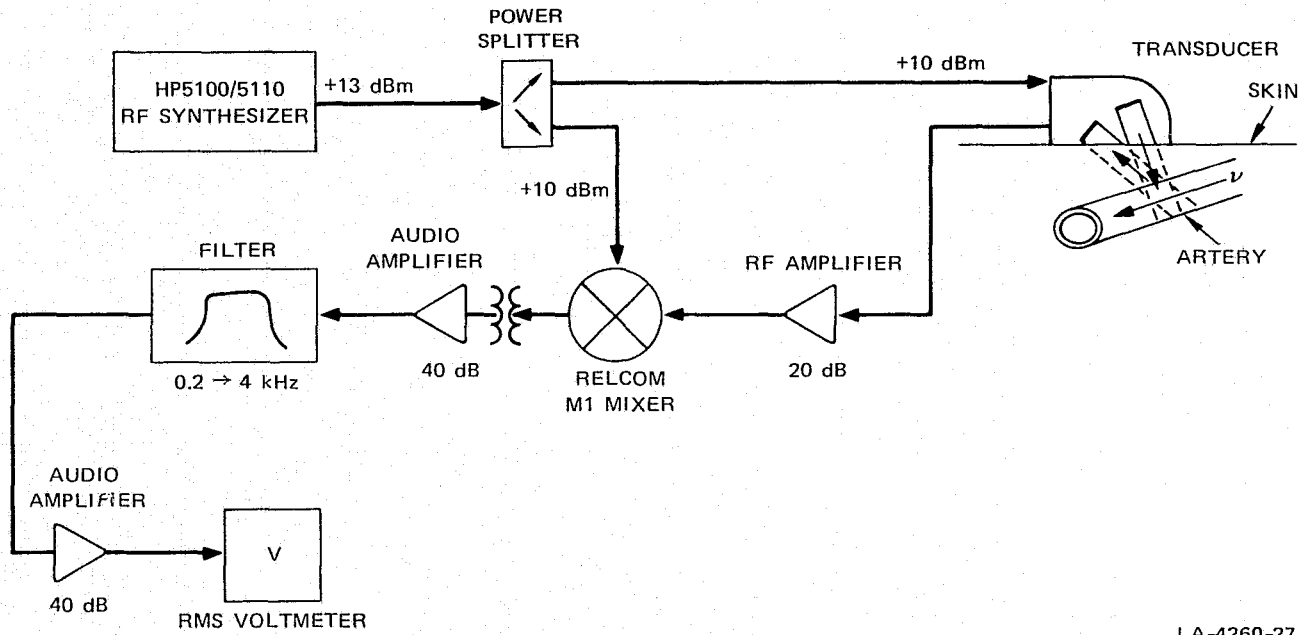 POWER
SPLITTER
HP5100/5110
RF SYNTHESIZER
+13 dBm
+10 dBm
TRANSDUCER
SKIN
+10 dBm
ν
ARTERY
FILTER
0.2 → 4 kHz
AUDIO
AMPLIFIER
40 dB
RELCOM
M1 MIXER
RF AMPLIFIER
20 dB
AUDIO
AMPLIFIER
40 dB
V
RMS VOLTMETER
LA-4260-27